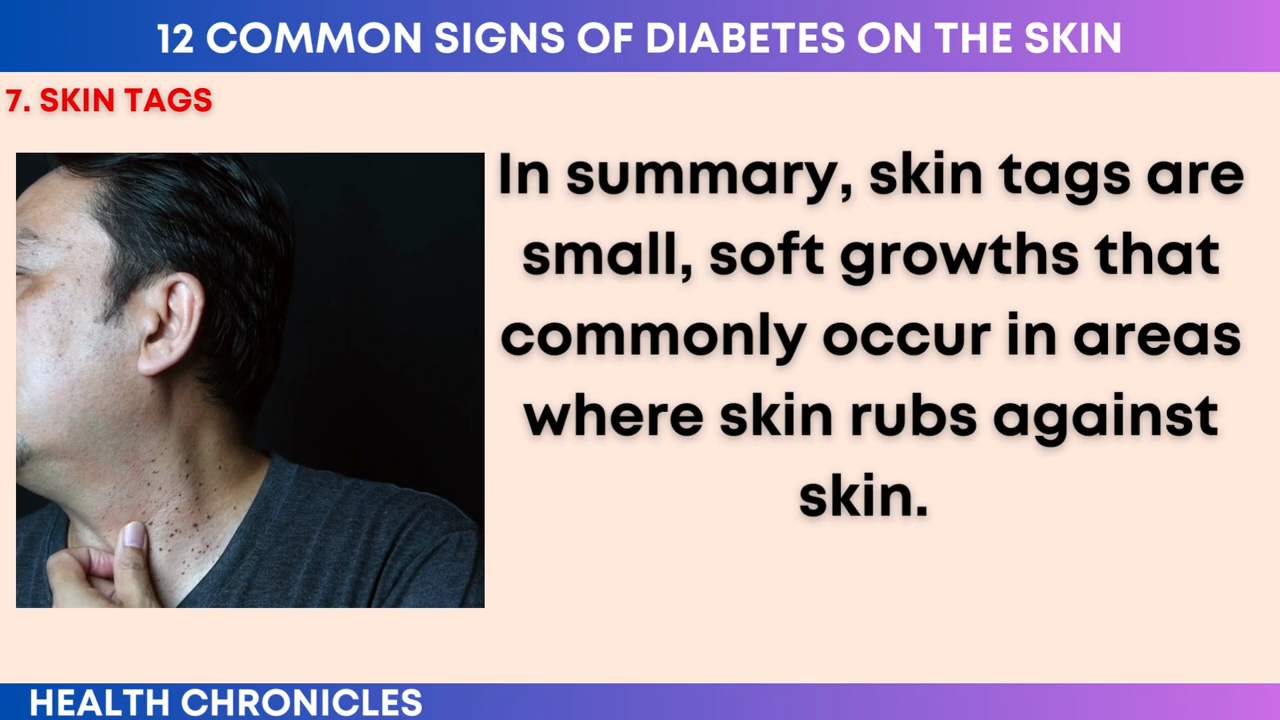 12 COMMON SIGNS OF DIABETES ON THE SKIN
7. SKIN TAGS
In summary, skin tags are
small, soft growths that
commonly occur in areas
where skin rubs against
skin.
HEALTH CHRONICLES